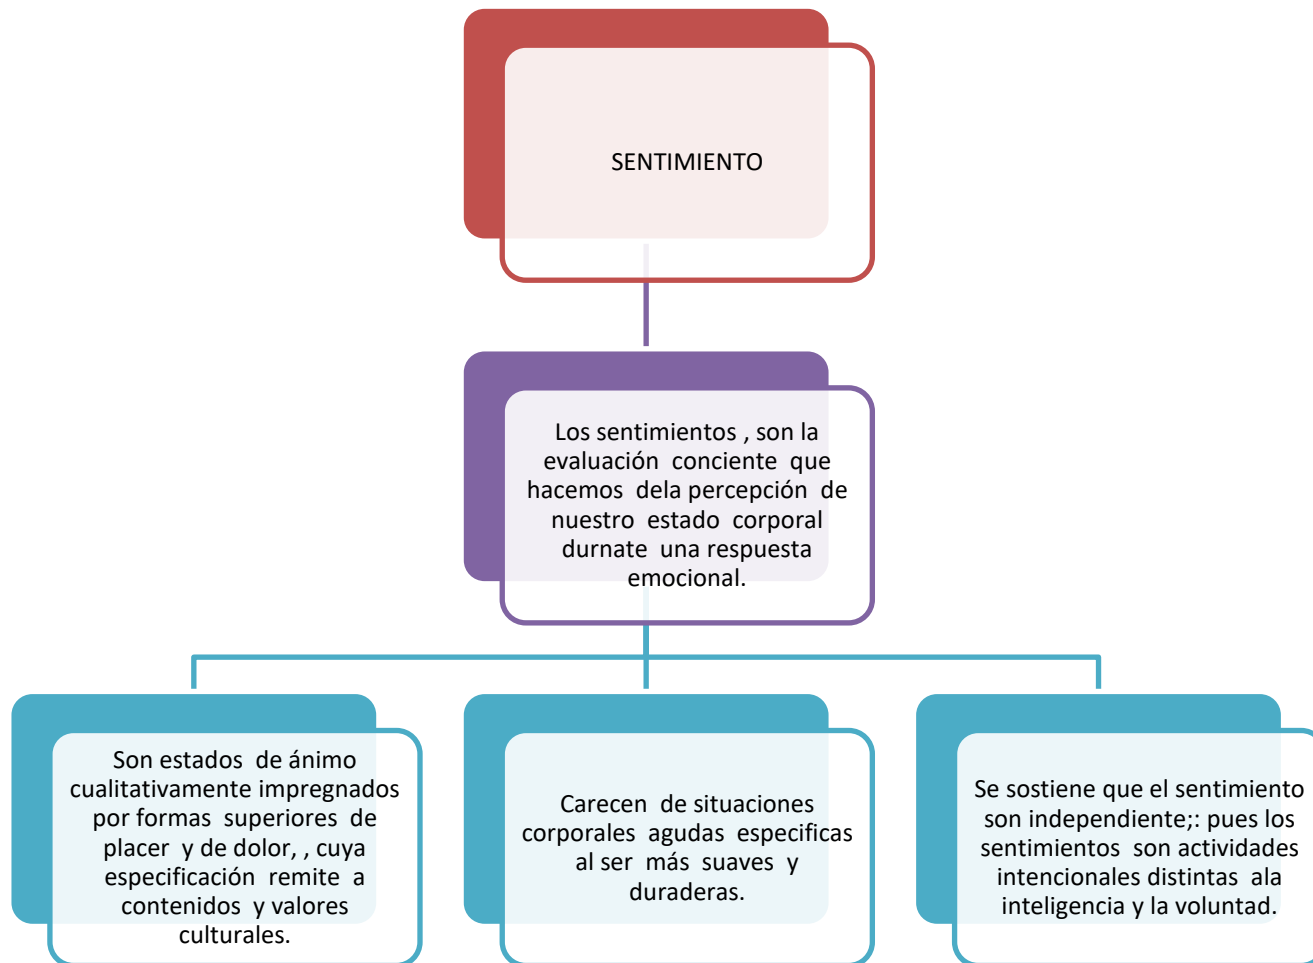 SENTIMIENTO
Los sentimientos , son la
evaluación conciente que
hacemos dela percepción de
nuestro estado corporal
durnate una respuesta
emocional.
Son estados de ánimo
cualitativamente impregnados
por formas superiores de
placer y de dolor, , cuya
especificación remite a
contenidos y valores
culturales.
Carecen de situaciones
corporales agudas especificas
al ser más suaves y
duraderas.
Se sostiene que el sentimiento
son independiente;: pues los
sentimientos son actividades
intencionales distintas ala
inteligencia y la voluntad.